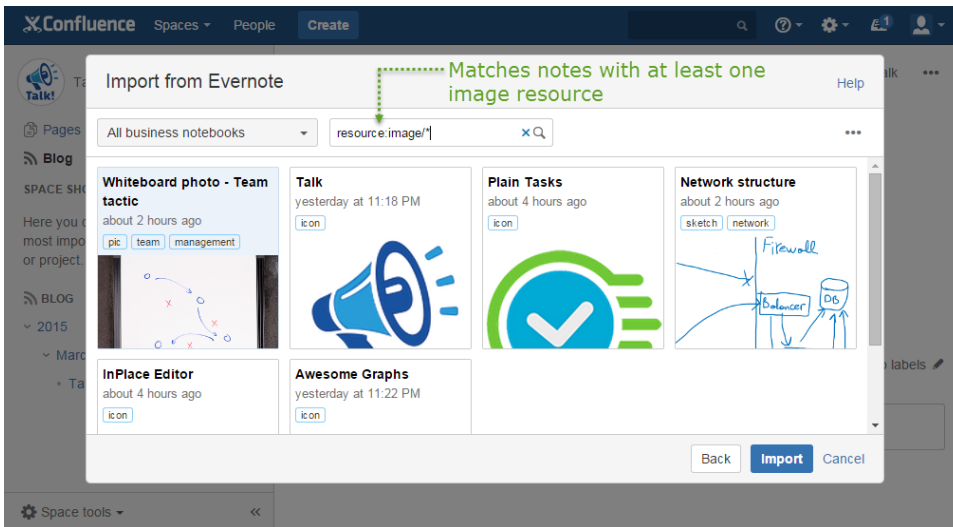 Confluence Spaces People Create 1
Import from Evernote
Matches notes with at least one
image resource
Help
All business notebooks
resource:image/*
Talk!
Ta
alk
Pages
Blog
SPACE SHO
Here you c
most impo
or project.
BLOG
2015
Marc
Ta
Whiteboard photo - Team
tactic
about 2 hours ago
pic team management
Talk
yesterday at 11:18 PM
icon
Plain Tasks
about 4 hours ago
icon
Network structure
about 2 hours ago
sketch network
Firewall
Balancer
DB
InPlace Editor
about 4 hours ago
icon
Awesome Graphs
yesterday at 11:22 PM
icon
labels
Back Import Cancel
Space tools